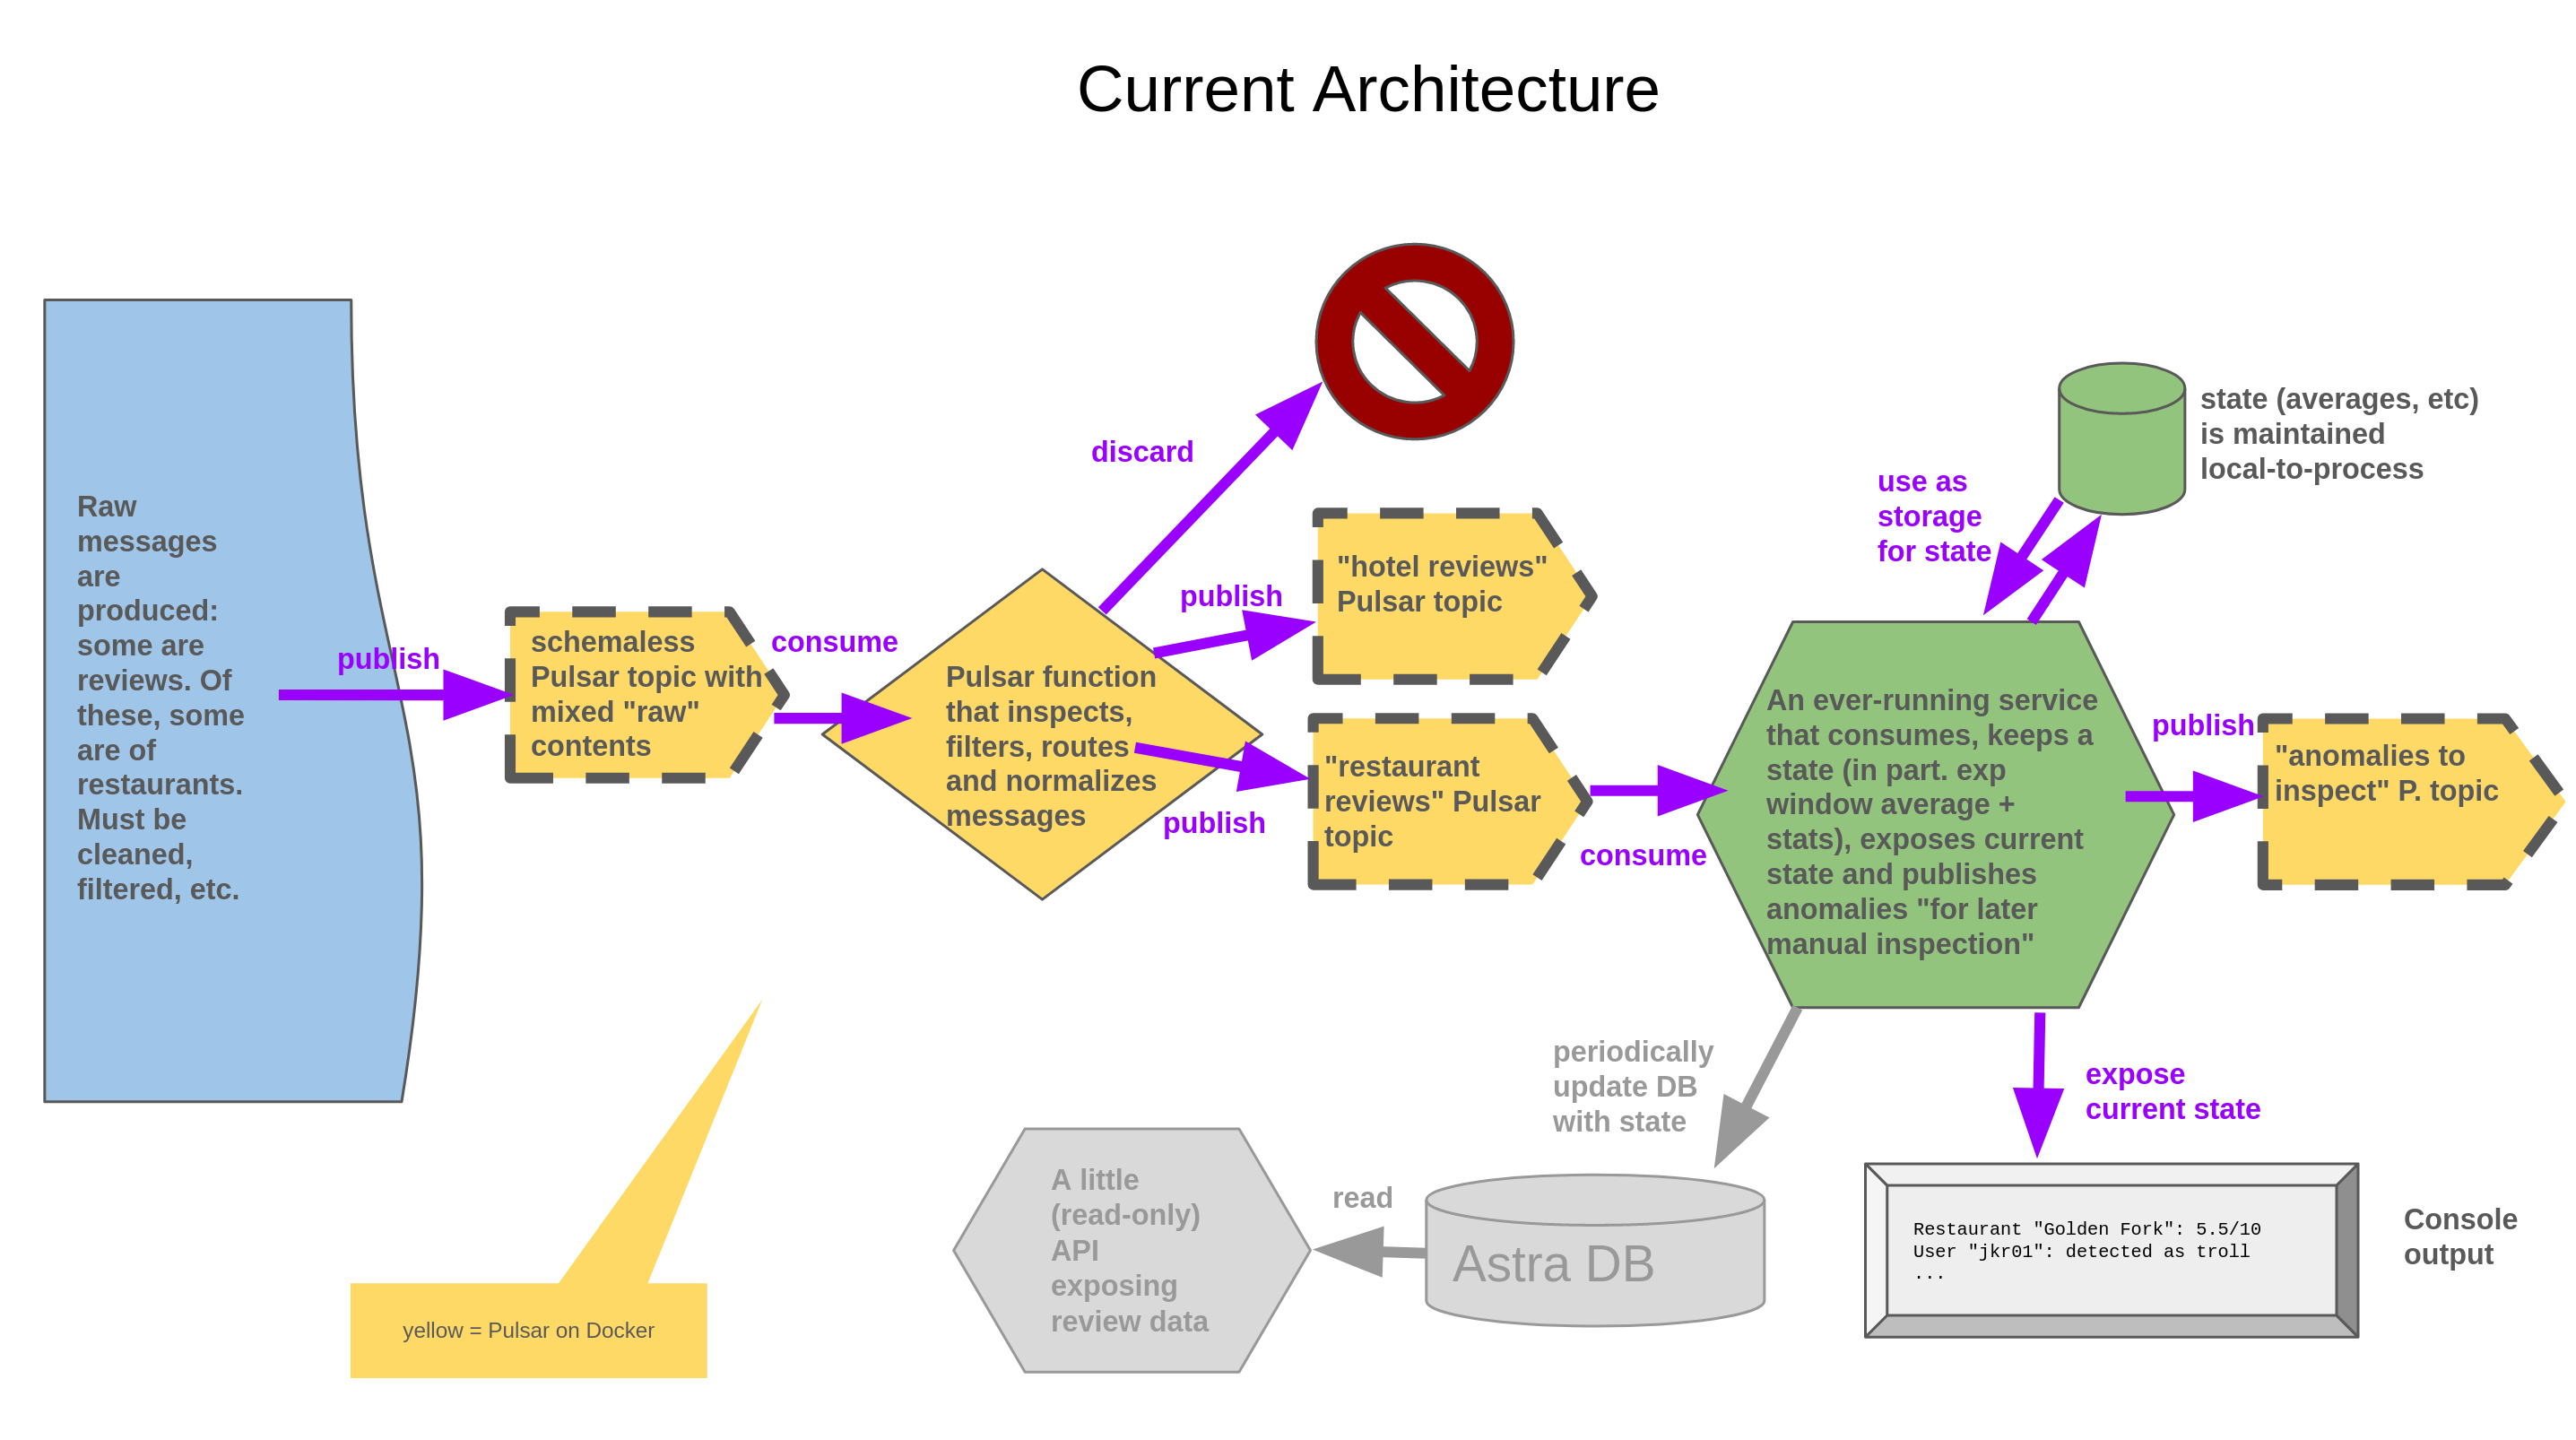 Current Architecture
Raw
messages
are
produced:
some are
reviews. Of
these, some
are of
restaurants.
Must be
cleaned,
filtered, etc.
publish
schemaless
Pulsar topic with
mixed "raw"
contents
consume
Pulsar function
that inspects,
filters, routes
and normalizes
messages
discard
publish
"hotel reviews"
Pulsar topic
publish
"restaurant
reviews" Pulsar
topic
consume
An ever-running service
that consumes, keeps a
state (in part. exp
window average +
stats), exposes current
state and publishes
anomalies "for later
manual inspection"
use as
storage
for state
state (averages, etc)
is maintained
local-to-process
publish
"anomalies to
inspect" P. topic
periodically
update DB
with state
expose
current state
Astra DB
read
A little
(read-only)
API
exposing
review data
Restaurant "Golden Fork": 5.5/10
User "jkr01": detected as troll
...
Console
output
yellow = Pulsar on Docker